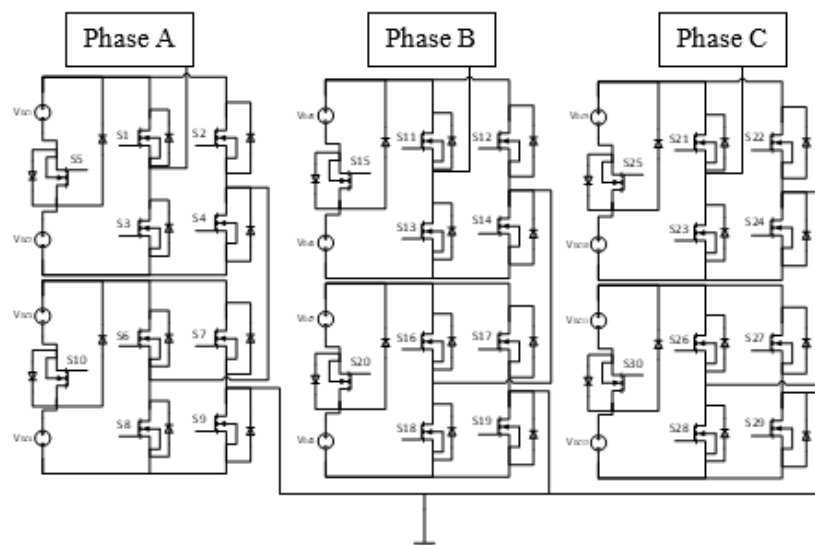 Phase A Phase B Phase C
S1 S2 S11 S12 S21 S22
S5 S15 S25
S3 S4 S13 S14 S23 S24
S6 S7 S16 S17 S26 S27
S10 S20 S30
S8 S9 S18 S19 S28 S29